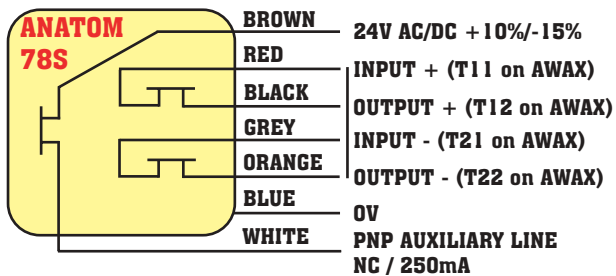 ANATOM
78S
BROWN 24V AC/DC +10%/-15%
RED INPUT + (T11 on AWAX)
BLACK OUTPUT + (T12 on AWAX)
GREY INPUT - (T21 on AWAX)
ORANGE OUTPUT - (T22 on AWAX)
BLUE 0V
WHITE PNP AUXILIARY LINE
NC / 250mA